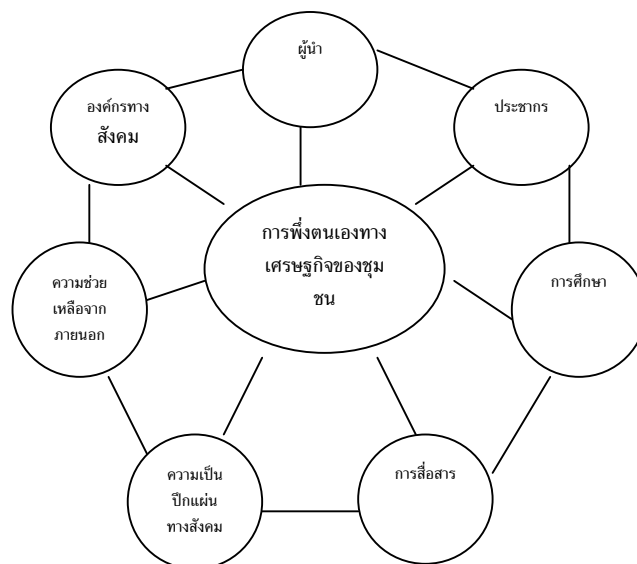 ผู้นำ
องค์กรทาง
สังคม
ประชากร
การพึ่งตนเองทาง
เศรษฐกิจของชุม
ชน
ความช่วย
เหลือจาก
ภายนอก
การศึกษา
ความเป็น
ปึกแผ่น
ทางสังคม
การสื่อสาร